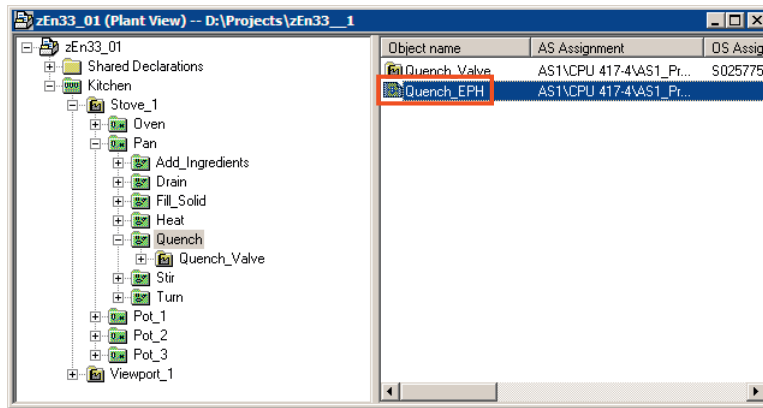 zEn33_01 (Plant View) -- D:\Projects\zEn33__1
zEn33_01
Shared Declarations
Kitchen
Stove_1
Oven
Pan
Add_Ingredients
Drain
Fill_Solid
Heat
Quench
Quench_Valve
Stir
Turn
Pot_1
Pot_2
Pot_3
Viewport_1
Object name AS Assignment OS Assig
Quench_Valve AS1\CPU 417-4\AS1_Pr... S025775
Quench_EPH AS1\CPU 417-4\AS1_Pr...